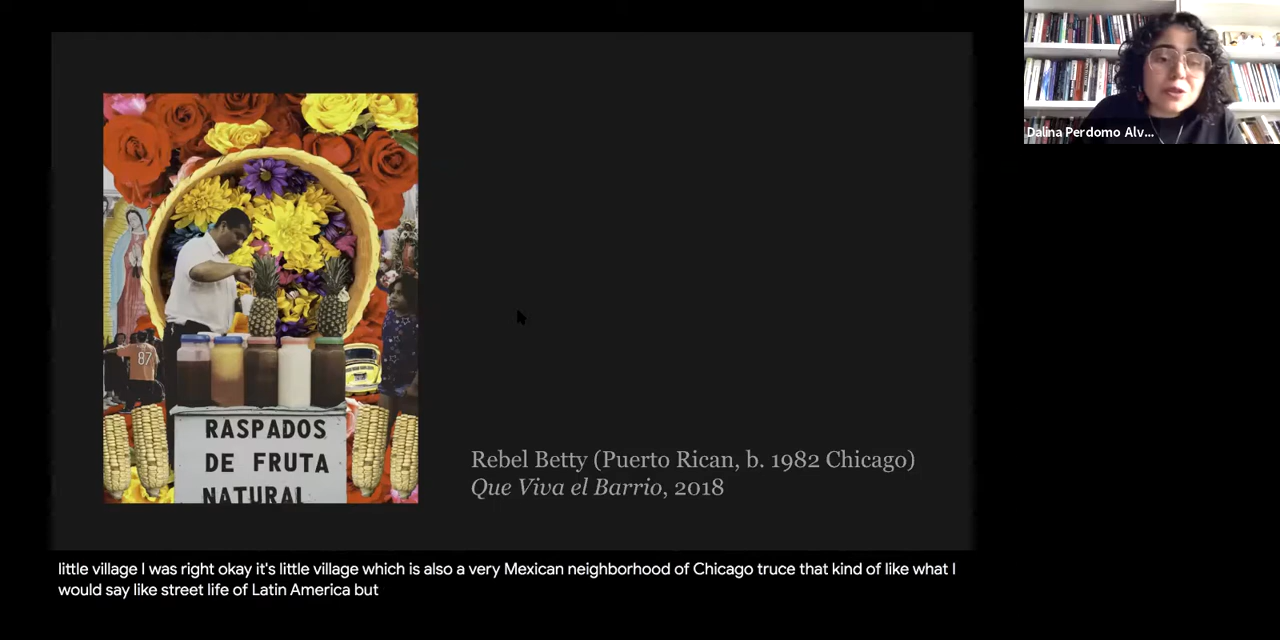 Dalina Perdomo Alv...
87
RASPADOS
DE FRUTA
NATURAL
Rebel Betty (Puerto Rican, b. 1982 Chicago)
Que Viva el Barrio, 2018
little village I was right okay it's little village which is also a very Mexican neighborhood of Chicago truce that kind of like what I
would say like street life of Latin America but